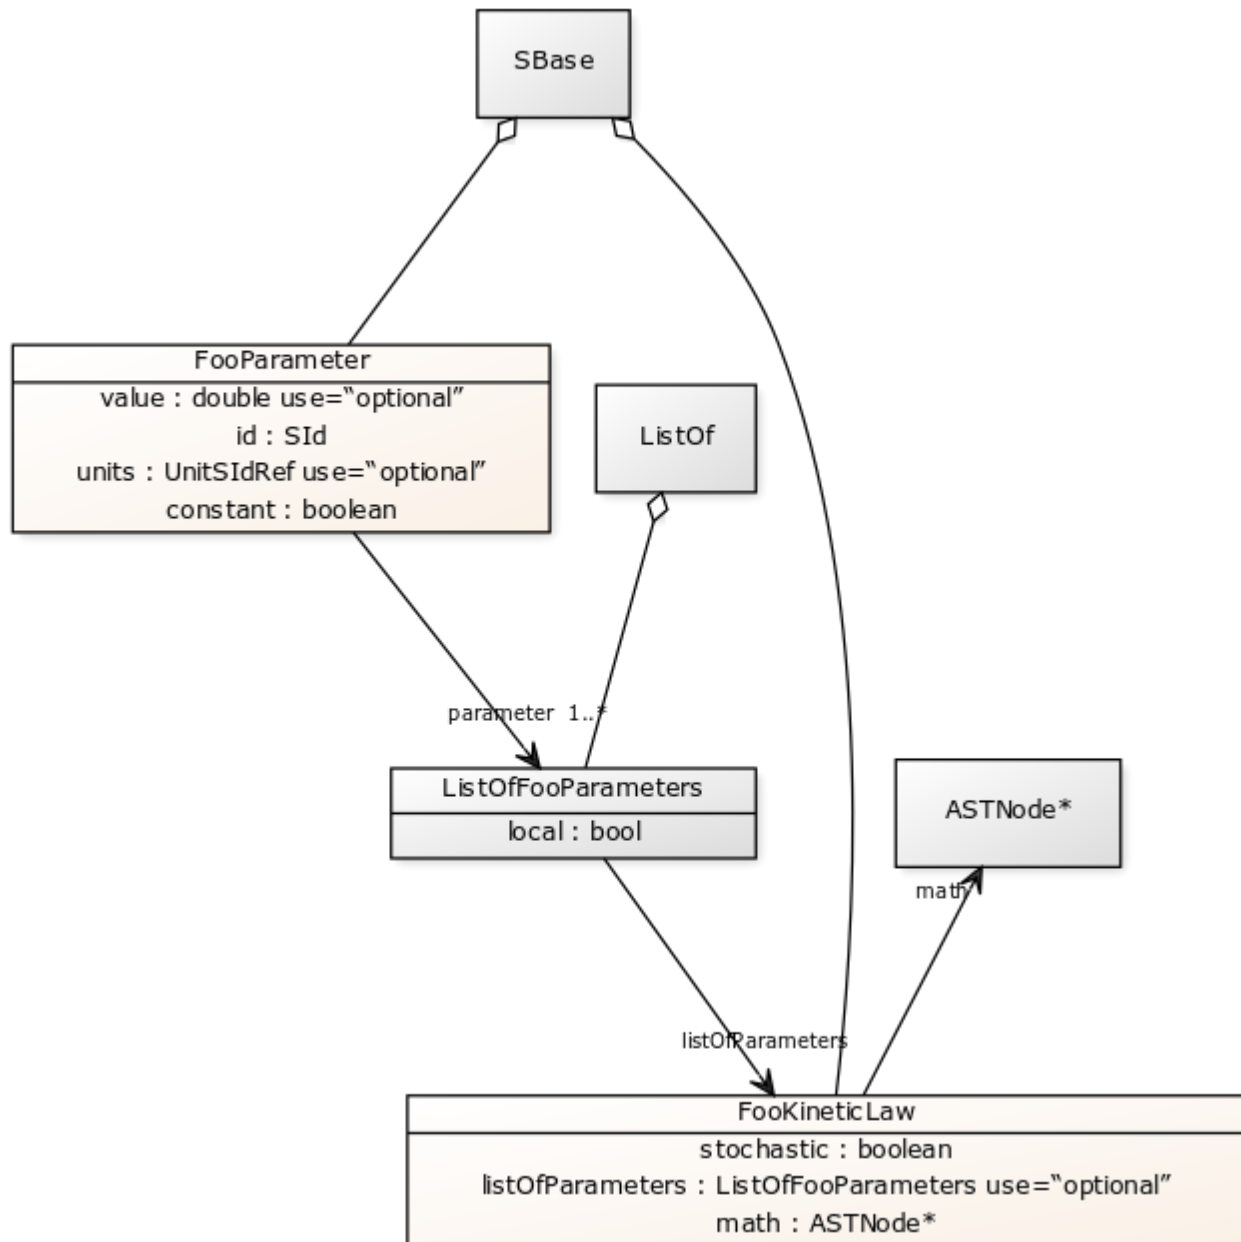 SBase
FooParameter
value : double use=“optional”
id : SId
units : UnitSIdRef use=“optional”
constant : boolean
ListOf
parameter 1..*
ListOfFooParameters
local : bool
ASTNode*
math
listOfParameters
FooKineticLaw
stochastic : boolean
listOfParameters : ListOfFooParameters use=“optional”
math : ASTNode*